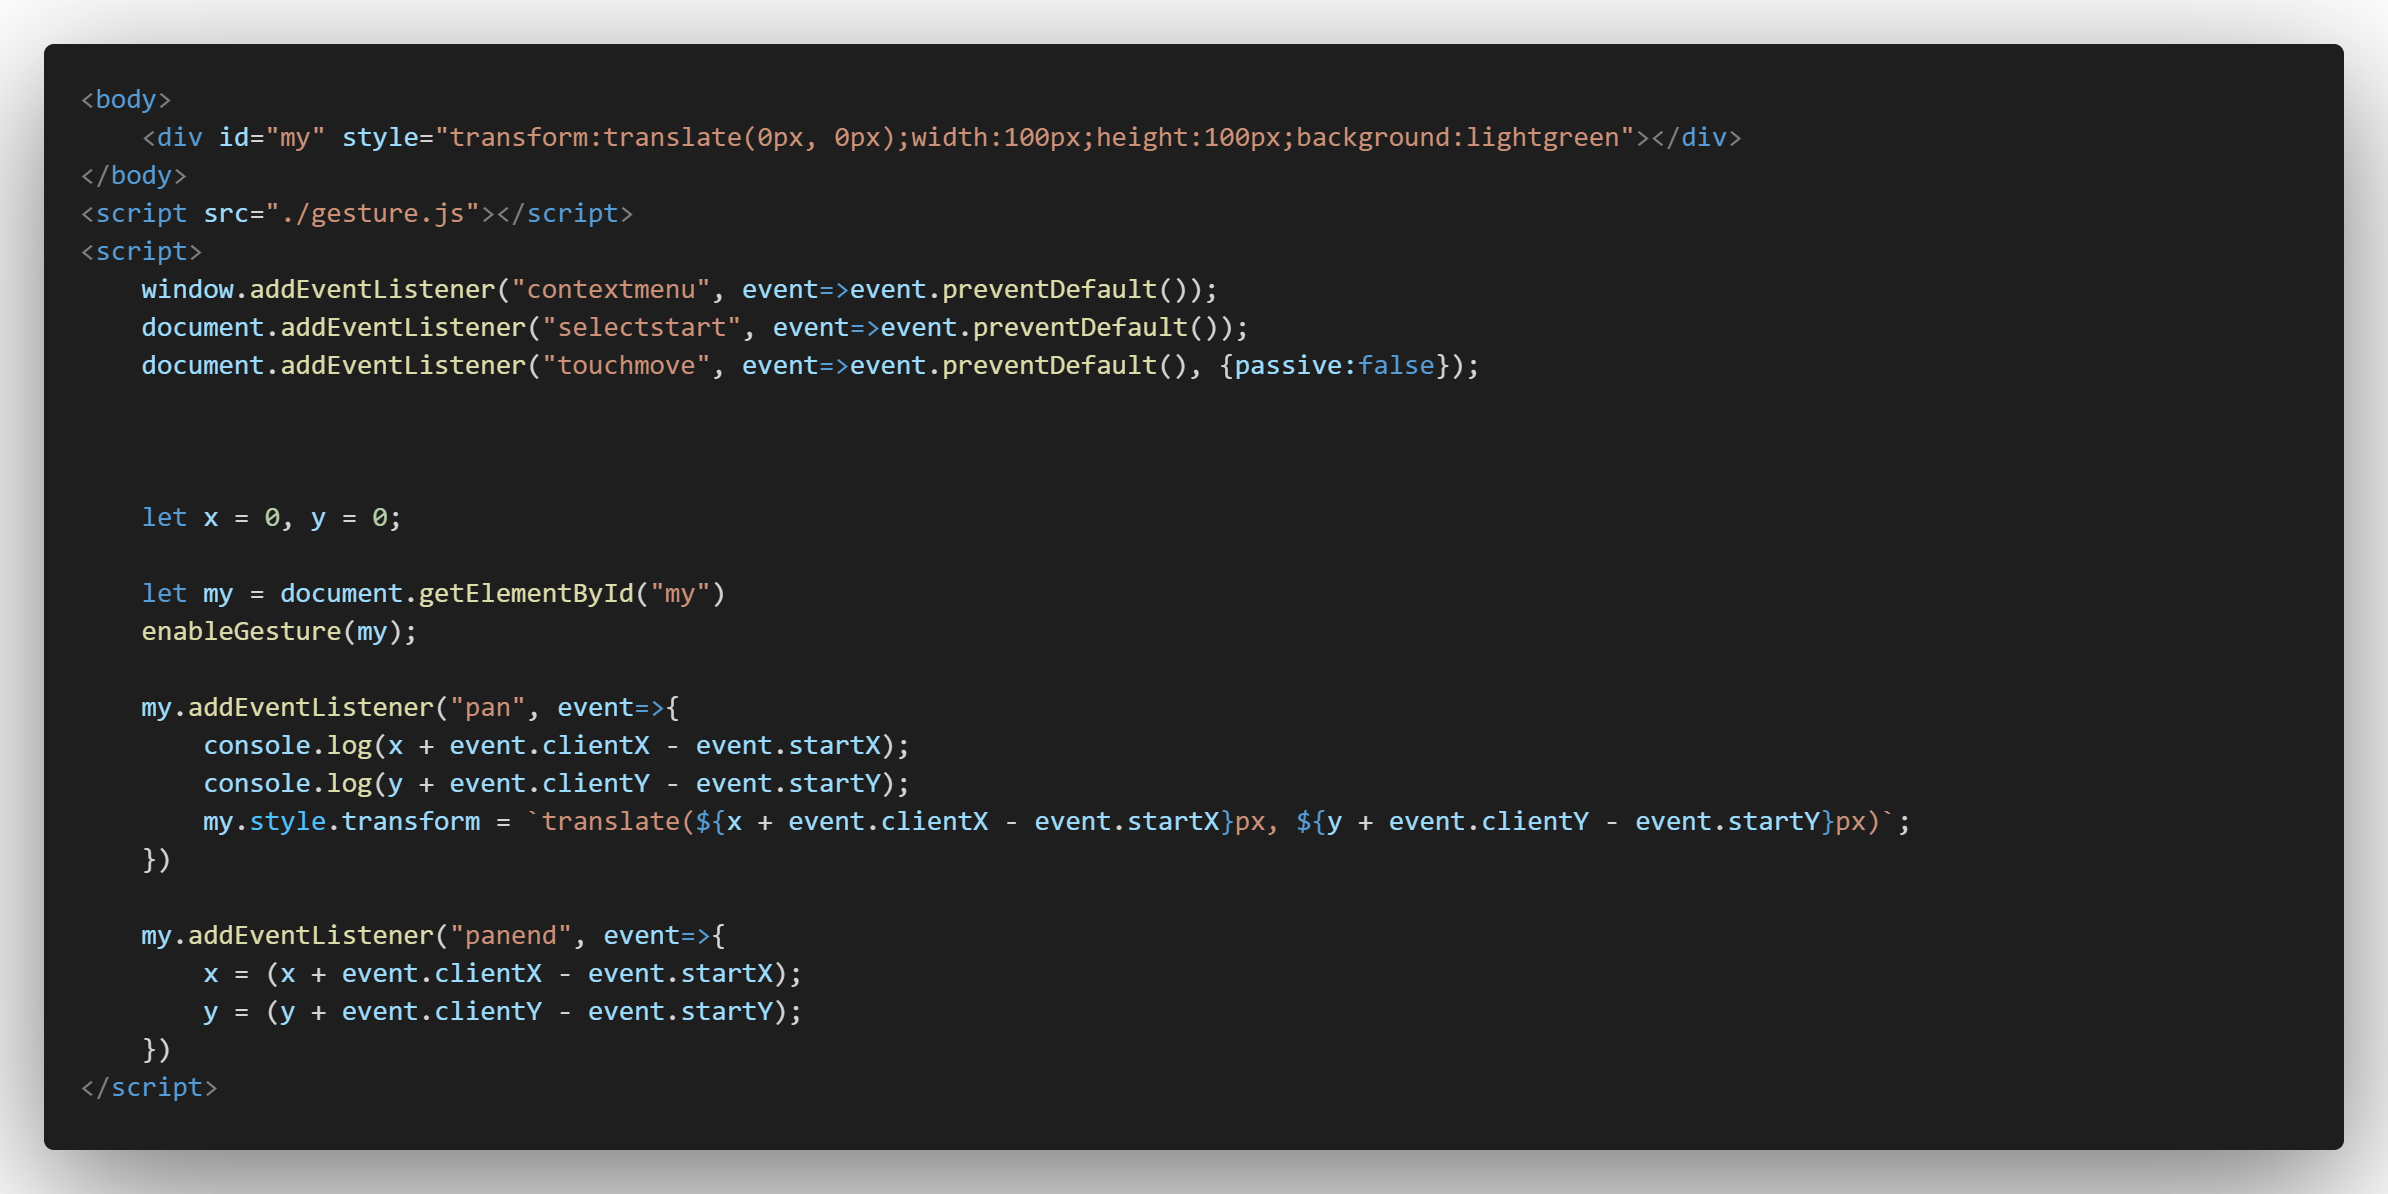 <body>
    <div id="my" style="transform:translate(0px, 0px);width:100px;height:100px;background:lightgreen"></div>
</body>
<script src="./gesture.js"></script>
<script>
    window.addEventListener("contextmenu", event=>event.preventDefault());
    document.addEventListener("selectstart", event=>event.preventDefault());
    document.addEventListener("touchmove", event=>event.preventDefault(), {passive:false});

    let x = 0, y = 0;

    let my = document.getElementById("my")
    enableGesture(my);

    my.addEventListener("pan", event=>{
        console.log(x + event.clientX - event.startX);
        console.log(y + event.clientY - event.startY);
        my.style.transform = `translate(${x + event.clientX - event.startX}px, ${y + event.clientY - event.startY}px)`;
    })

    my.addEventListener("panend", event=>{
        x = (x + event.clientX - event.startX);
        y = (y + event.clientY - event.startY);
    })
</script>